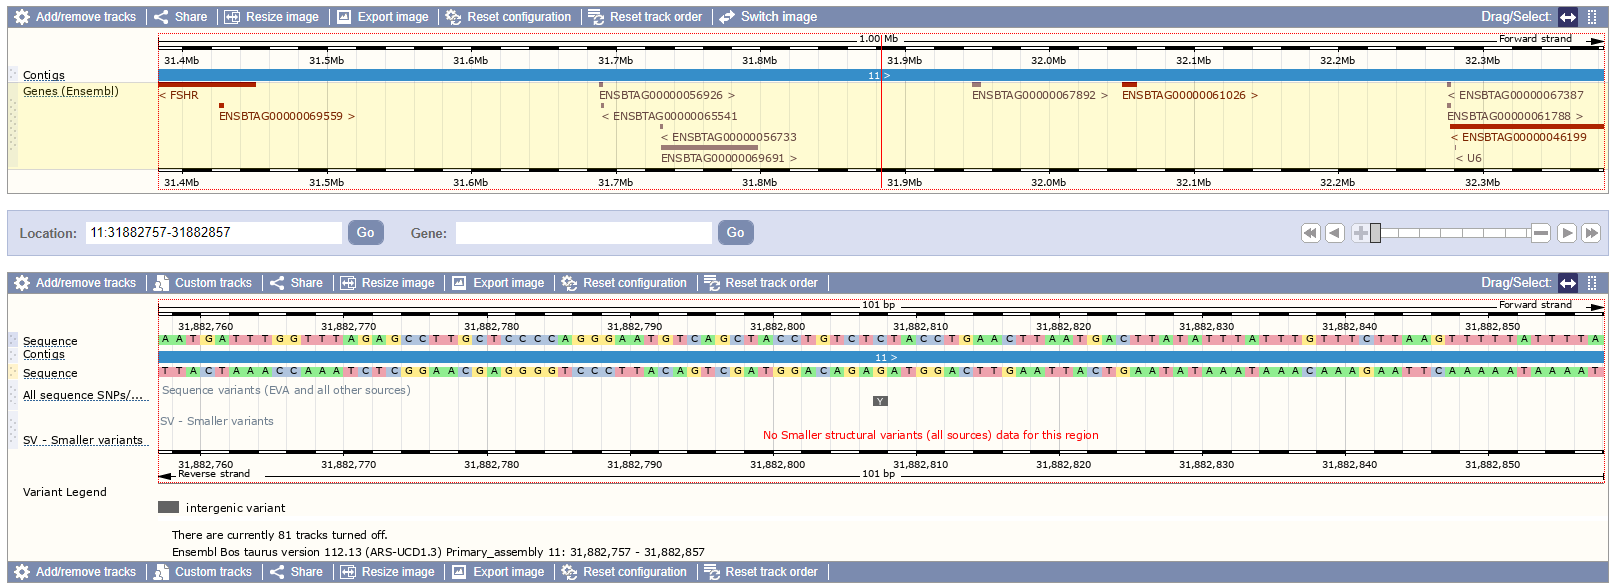 Add/remove tracks Share Resize image Export image Reset configuration Reset track order Switch image Drag/Select:
1.00 Mb Forward strand
31.4Mb 31.5Mb 31.6Mb 31.7Mb 31.8Mb 31.9Mb 32.0Mb 32.1Mb 32.2Mb 32.3Mb
Contigs 11 >
Genes (Ensembl)
< FSHR ENSBTAG00000056926 > ENSBTAG00000067892 > ENSBTAG00000061026 > < ENSBTAG00000067387
ENSBTAG00000069559 > < ENSBTAG00000065541 ENSBTAG00000061788 >
< ENSBTAG00000056733 < ENSBTAG00000046199
ENSBTAG00000069691 > < U6
31.4Mb 31.5Mb 31.6Mb 31.7Mb 31.8Mb 31.9Mb 32.0Mb 32.1Mb 32.2Mb 32.3Mb
Location: 11:31882757-31882857 Go Gene: Go
Add/remove tracks Custom tracks Share Resize image Export image Reset configuration Reset track order Drag/Select:
101 bp Forward strand
31,882,760 31,882,770 31,882,780 31,882,790 31,882,800 31,882,810 31,882,820 31,882,830 31,882,840 31,882,850
Sequence A A T G A T T T G G T T T A G A G C C T T G C T C C C C A G G G A A T G T C A G C T A C C T G T C T C T A C C T G A A C T T A A T G A C T T A T A T T T A T T T G T T T C T T A A G T T T T T A T T T T A
Contigs 11 >
Sequence T T A C T A A A C C A A A T C T C G G A A C G A G G G G T C C C T T A C A G T C G A T G G A C A G A G A T G G A C T T G A A T T A C T G A A T A T A A A T A A A C A A A G A A T T C A A A A A T A A A A T
Sequence variants (EVA and all other sources)
All sequence SNPs/... Y
SV - Smaller variants
No Smaller structural variants (all sources) data for this region
SV - Smaller variants
31,882,760 31,882,770 31,882,780 31,882,790 31,882,800 31,882,810 31,882,820 31,882,830 31,882,840 31,882,850
Reverse strand 101 bp
Variant Legend
intergenic variant
There are currently 81 tracks turned off.
Ensembl Bos taurus version 112.13 (ARS-UCD1.3) Primary_assembly 11: 31,882,757 - 31,882,857
Add/remove tracks Custom tracks Share Resize image Export image Reset configuration Reset track order